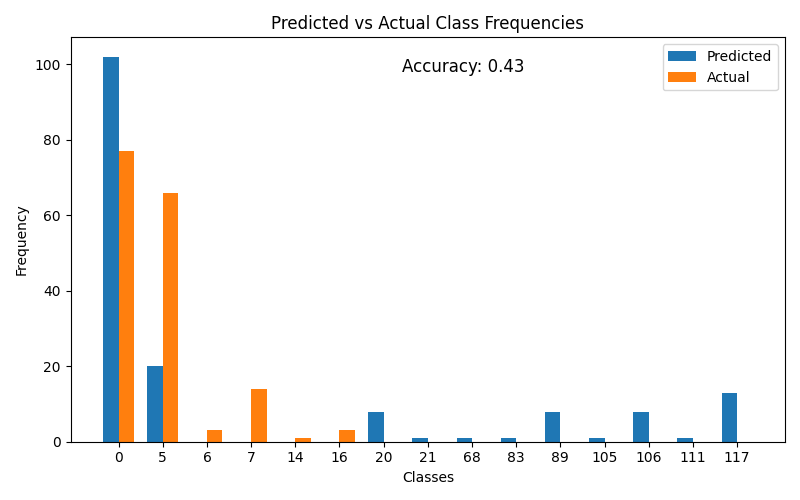 Predicted vs Actual Class Frequencies
Accuracy: 0.43
Predicted
Actual
Frequency
100
80
60
40
20
0
0 5 6 7 14 16 20 21 68 83 89 105 106 111 117
Classes